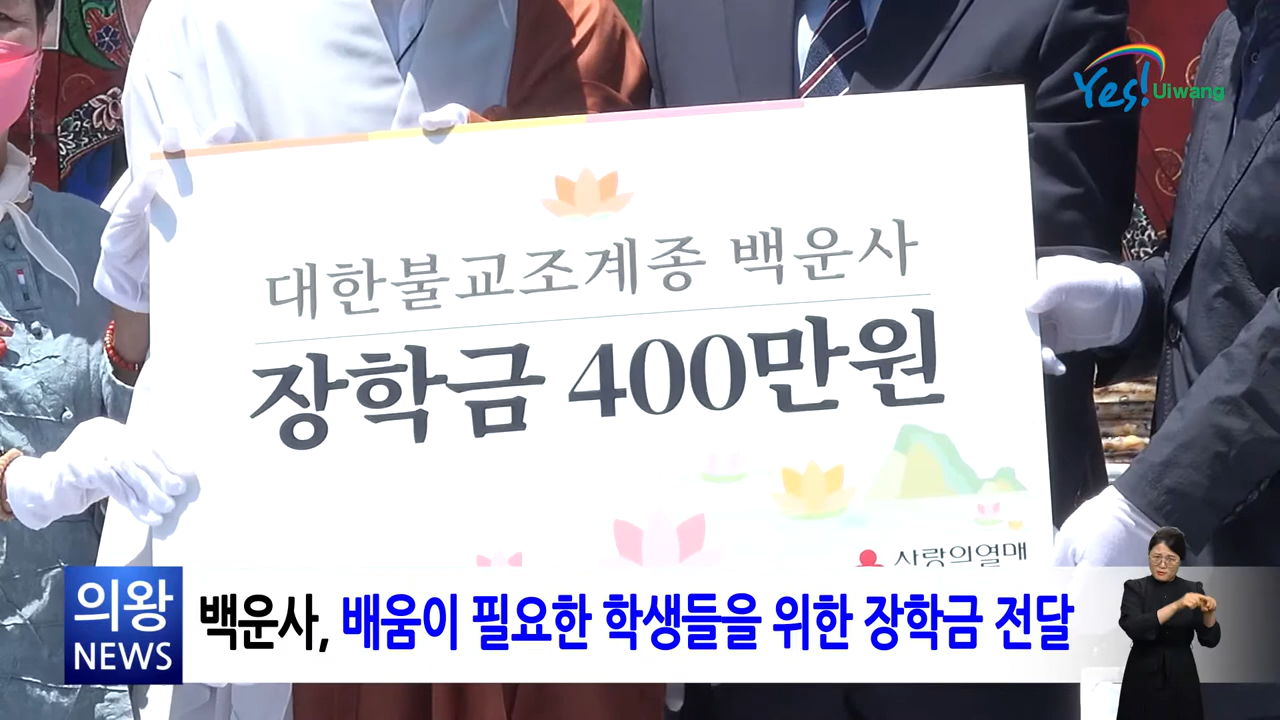 Yes! Uiwang
대한불교조계종 백운사
장학금 400만원
사랑의열매
의왕
NEWS
백운사, 배움이 필요한 학생들을 위한 장학금 전달